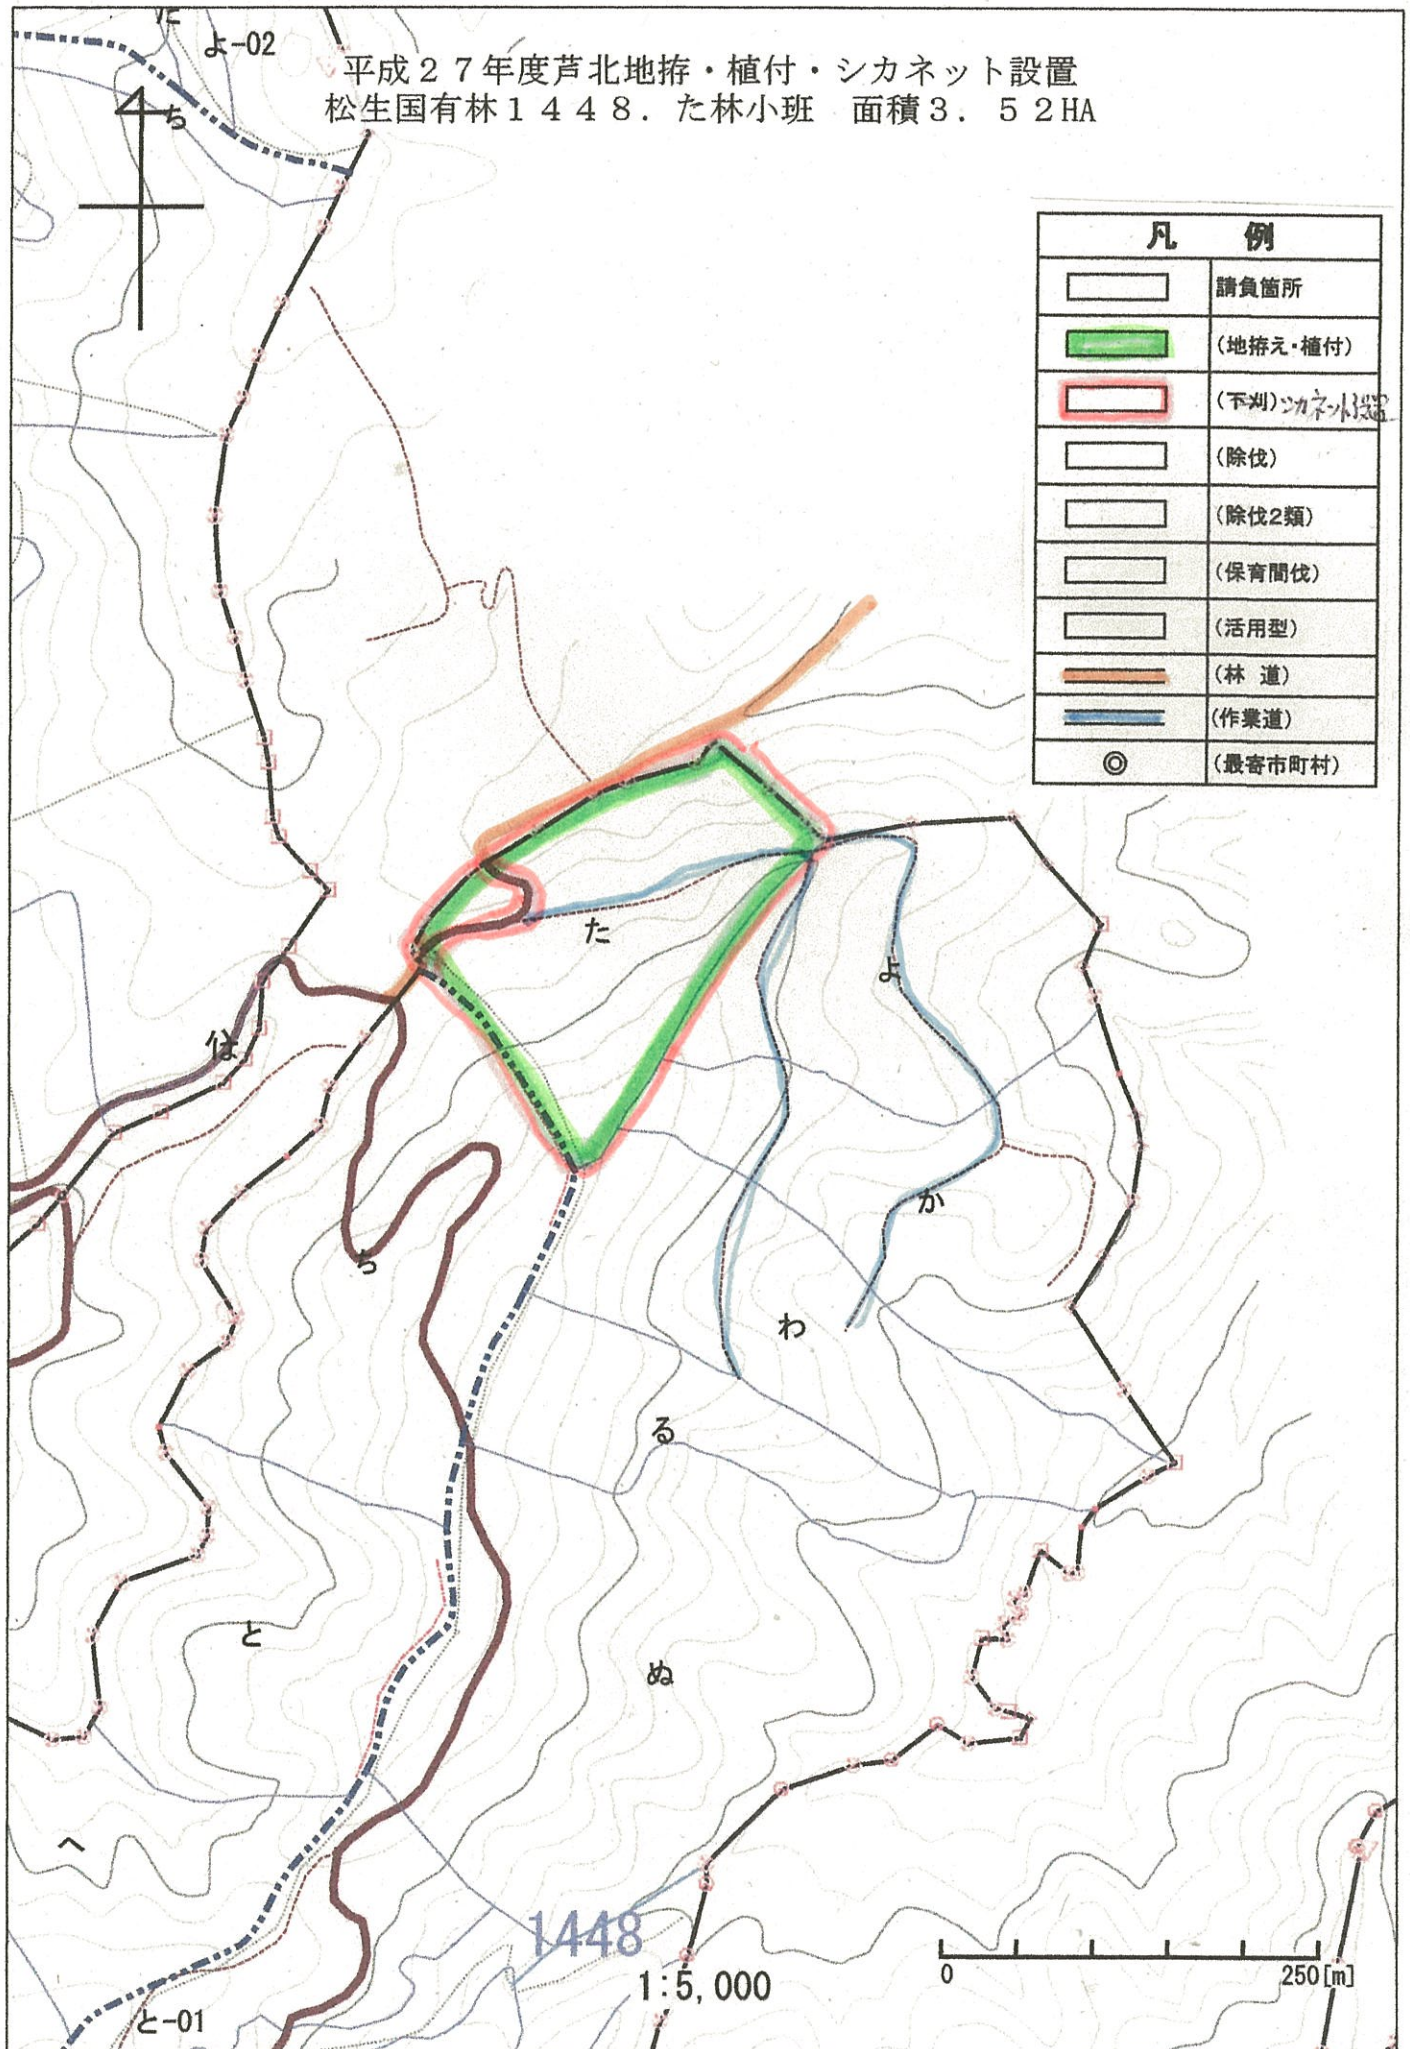 た
よ-02
平成27年度芦北地拵・植付・シカネット設置
ち
松生国有林1448．た林小班　面積3．52HA
凡　例
請負箇所
(地拵え・植付)
(下刈)シカネット設置
(除伐)
(除伐2類)
(保育間伐)
(活用型)
(林 道)
(作業道)
◎ (最寄市町村)
た
よ
は
か
ち
わ
る
と
ぬ
へ
1448
1:5,000
0 250[m]
と-01